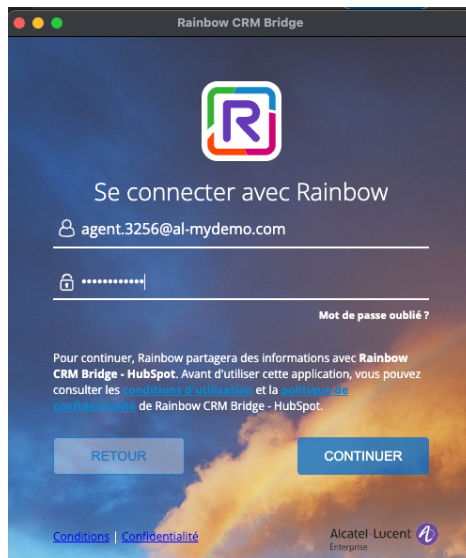 Rainbow CRM Bridge
R
Se connecter avec Rainbow
agent.3256@al-mydemo.com
••••••••••••
Mot de passe oublié ?
Pour continuer, Rainbow partagera des informations avec Rainbow
CRM Bridge - HubSpot. Avant d'utiliser cette application, vous pouvez
consulter les conditions d'utilisation et la politique de
confidentialité de Rainbow CRM Bridge - HubSpot.
RETOUR
CONTINUER
Conditions | Confidentialité
Alcatel·Lucent
Enterprise